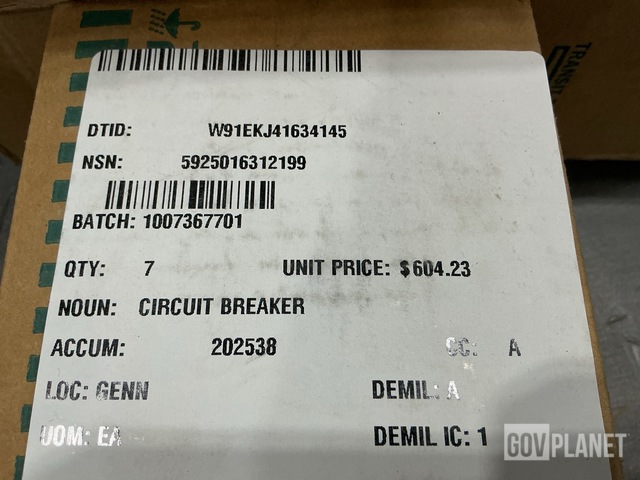 TRANSIT
DTID: W91EKJ41634145
NSN: 5925016312199
BATCH: 1007367701
QTY: 7 UNIT PRICE: $604.23
NOUN: CIRCUIT BREAKER
ACCUM: 202538 CC: A
LOC: GENN DEMIL: A
UOM: EA DEMIL IC: 1
GOVPLANET